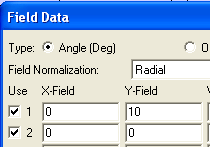 Field Data
Type: Angle (Deg) O
Field Normalization: Radial
Use X-Field Y-Field
1 0 10
2 0 0